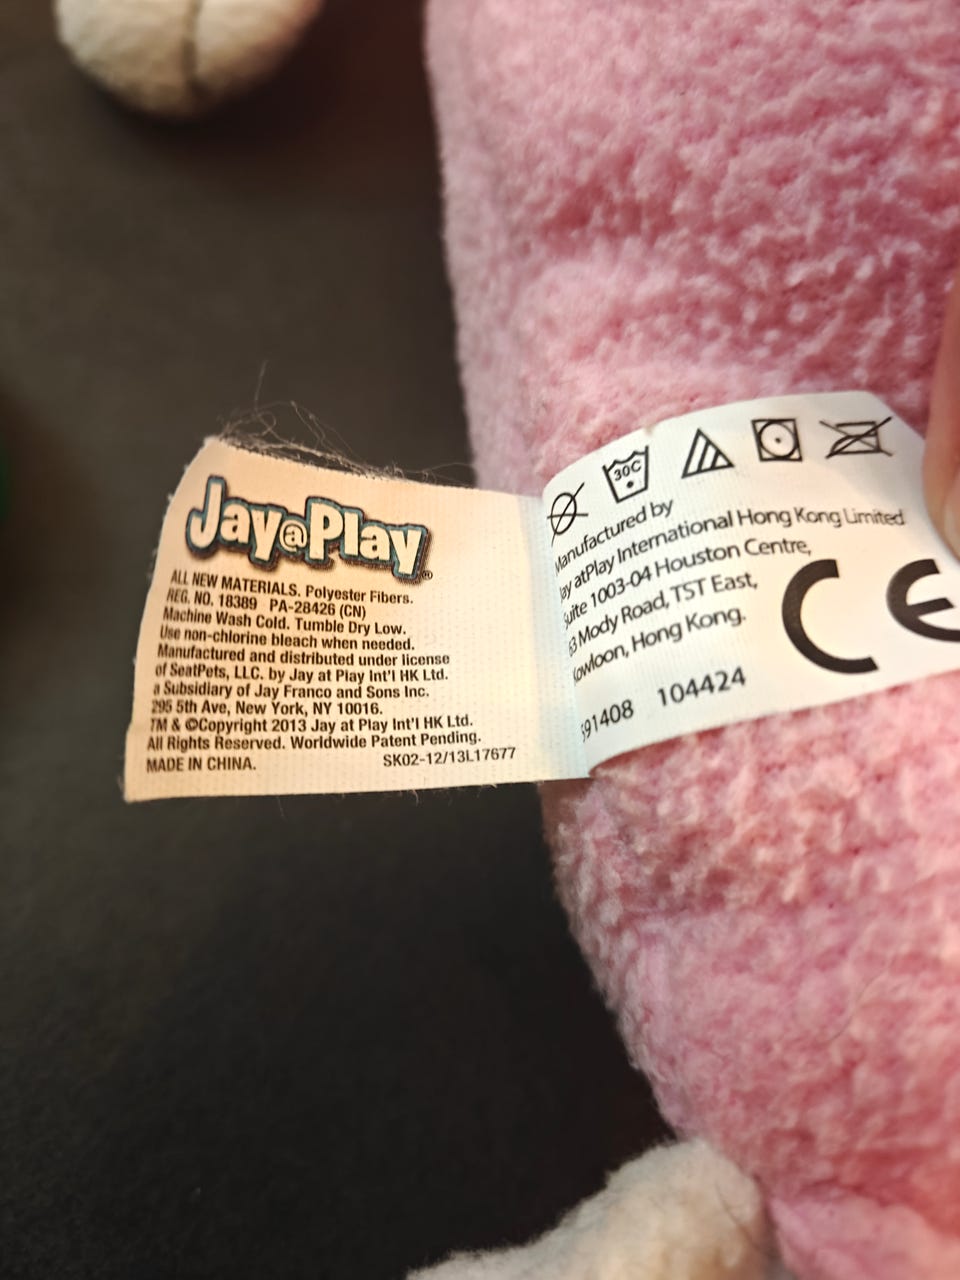 Jay@Play®
ALL NEW MATERIALS. Polyester Fibers.
REG. NO. 18389 PA-28426 (CN)
Machine Wash Cold. Tumble Dry Low.
Use non-chlorine bleach when needed.
Manufactured and distributed under license
of SeatPets, LLC. by Jay at Play Int'l HK Ltd.
a Subsidiary of Jay Franco and Sons Inc.
295 5th Ave, New York, NY 10016.
TM & ©Copyright 2013 Jay at Play Int'l HK Ltd.
All Rights Reserved. Worldwide Patent Pending.
MADE IN CHINA. SK02-12/13L17677
30C
Manufactured by
Jay atPlay International Hong Kong Limited
Suite 1003-04 Houston Centre,
63 Mody Road, TST East,
Kowloon, Hong Kong.
104424
CE